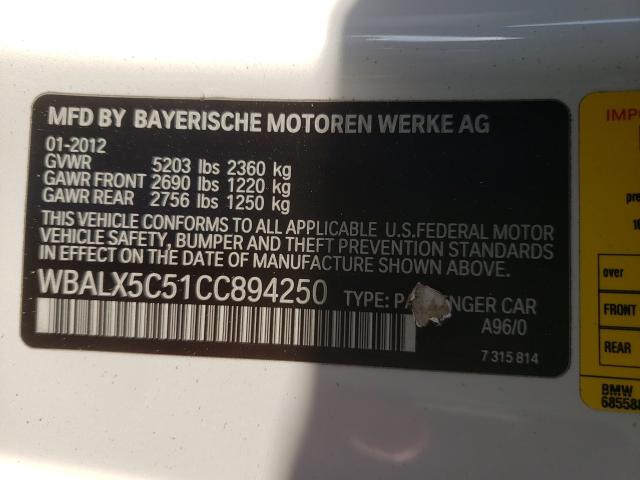 MFD BY BAYERISCHE MOTOREN WERKE AG
01-2012
GVWR 5203 lbs 2360 kg
GAWR FRONT 2690 lbs 1220 kg
GAWR REAR 2756 lbs 1250 kg
THIS VEHICLE CONFORMS TO ALL APPLICABLE U.S.FEDERAL MOTOR
VEHICLE SAFETY, BUMPER AND THEFT PREVENTION STANDARDS
IN EFFECT ON THE DATE OF MANUFACTURE SHOWN ABOVE
WBALX5C51CC894250 TYPE: CAR
A96/0
7 315 814
over
FRONT
REAR
BMW